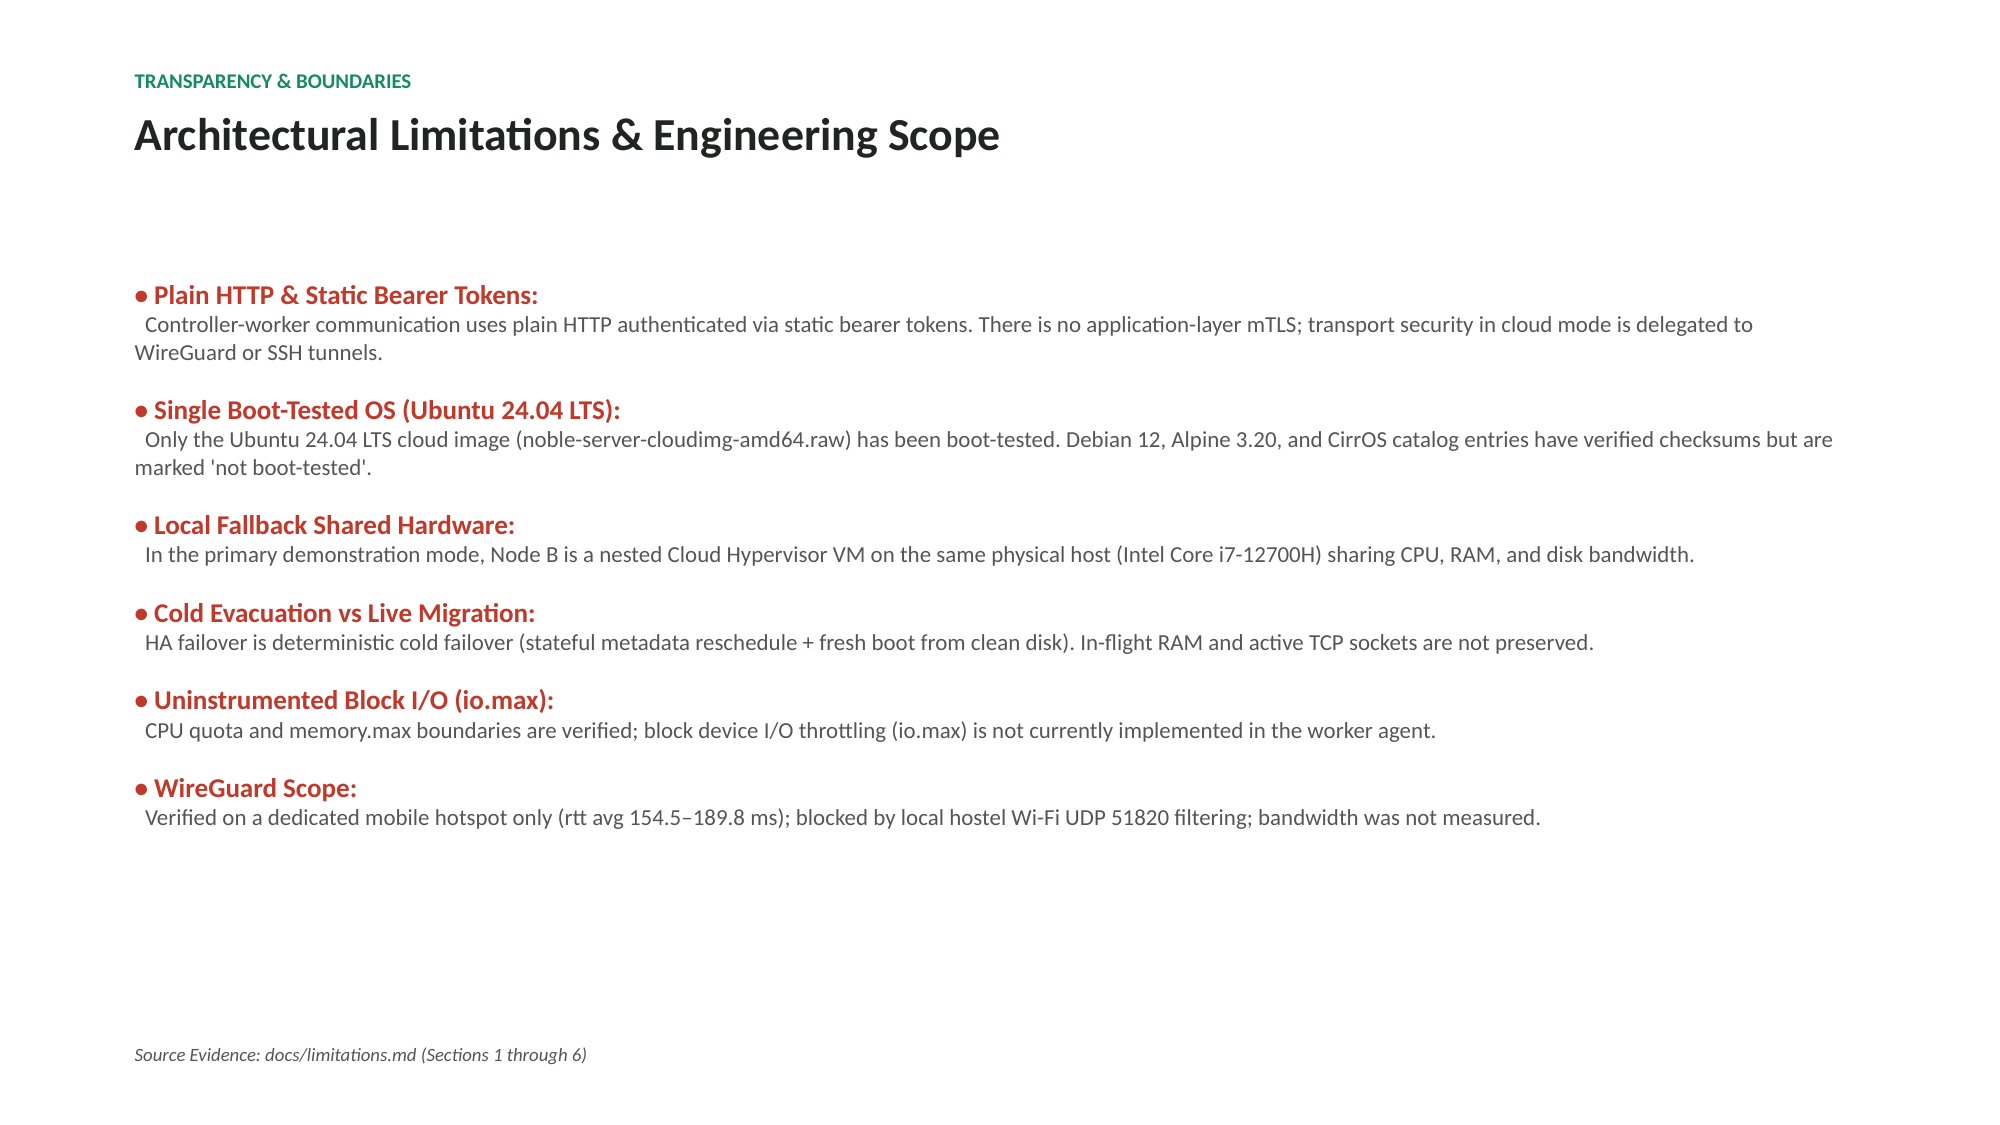 TRANSPARENCY & BOUNDARIES
Architectural Limitations & Engineering Scope
● Plain HTTP & Static Bearer Tokens:
Controller-worker communication uses plain HTTP authenticated via static bearer tokens. There is no application-layer mTLS; transport security in cloud mode is delegated to
WireGuard or SSH tunnels.
● Single Boot-Tested OS (Ubuntu 24.04 LTS):
Only the Ubuntu 24.04 LTS cloud image (noble-server-cloudimg-amd64.raw) has been boot-tested. Debian 12, Alpine 3.20, and CirrOS catalog entries have verified checksums but are
marked 'not boot-tested'.
● Local Fallback Shared Hardware:
In the primary demonstration mode, Node B is a nested Cloud Hypervisor VM on the same physical host (Intel Core i7-12700H) sharing CPU, RAM, and disk bandwidth.
● Cold Evacuation vs Live Migration:
HA failover is deterministic cold failover (stateful metadata reschedule + fresh boot from clean disk). In-flight RAM and active TCP sockets are not preserved.
● Uninstrumented Block I/O (io.max):
CPU quota and memory.max boundaries are verified; block device I/O throttling (io.max) is not currently implemented in the worker agent.
● WireGuard Scope:
Verified on a dedicated mobile hotspot only (rtt avg 154.5–189.8 ms); blocked by local hostel Wi-Fi UDP 51820 filtering; bandwidth was not measured.
Source Evidence: docs/limitations.md (Sections 1 through 6)